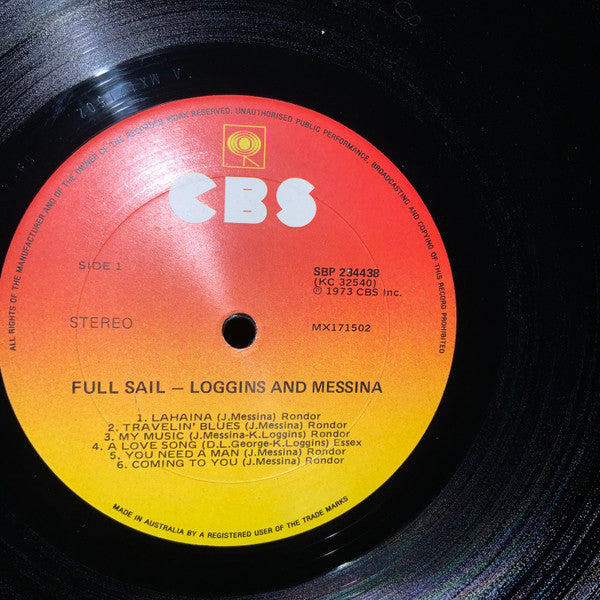 ALL RIGHTS OF THE MANUFACTURER AND OF THE OWNER OF THE RECORDED WORK RESERVED. UNAUTHORISED PUBLIC PERFORMANCE, BROADCASTING AND COPYING OF THIS RECORD PROHIBITED
CBS
SIDE 1
SBP 234438
(KC 32540)
℗ 1973 CBS Inc.
STEREO
MX171502
FULL SAIL – LOGGINS AND MESSINA
1. LAHAINA (J.Messina) Rondor
2. TRAVELIN' BLUES (J.Messina) Rondor
3. MY MUSIC (J.Messina-K.Loggins) Rondor
4. A LOVE SONG (D.L.George-K.Loggins) Essex
5. YOU NEED A MAN (J.Messina) Rondor
6. COMING TO YOU (J.Messina) Rondor
MADE IN AUSTRALIA BY A REGISTERED USER OF THE TRADE MARKS